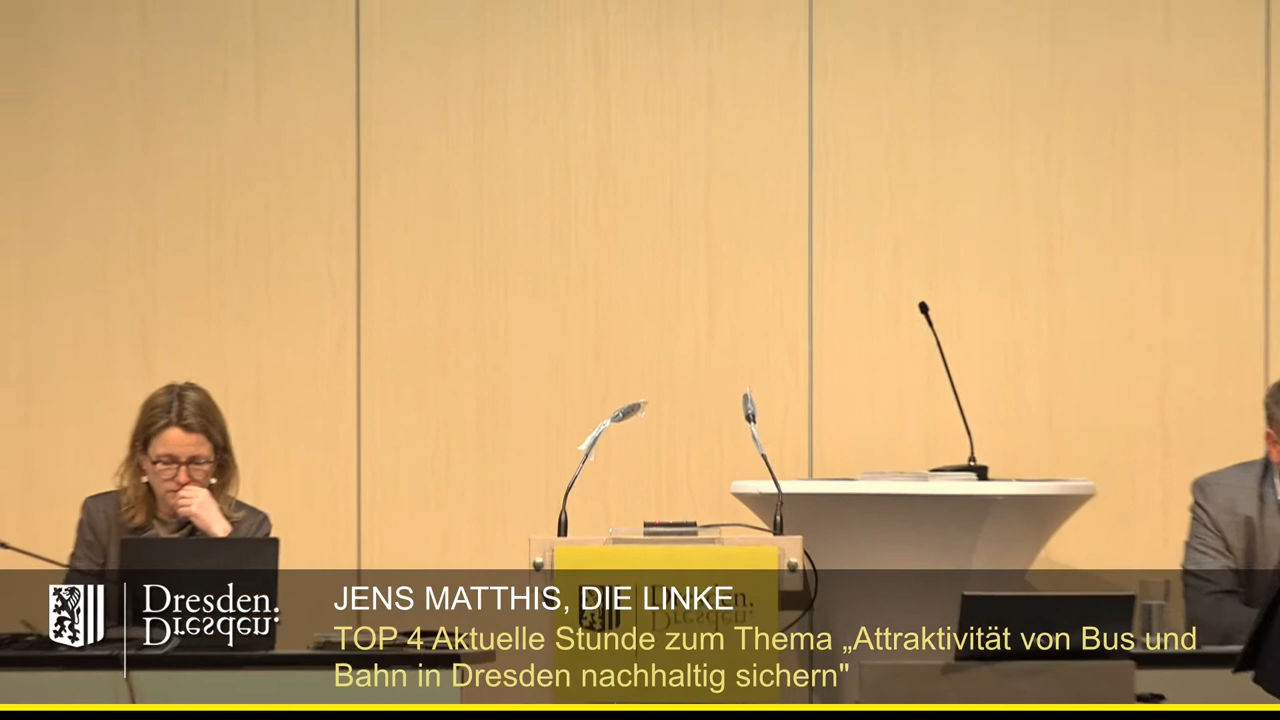 JENS MATTHIS, DIE LINKE
Dresden.
Dresden.
TOP 4 Aktuelle Stunde zum Thema „Attraktivität von Bus und
Bahn in Dresden nachhaltig sichern"